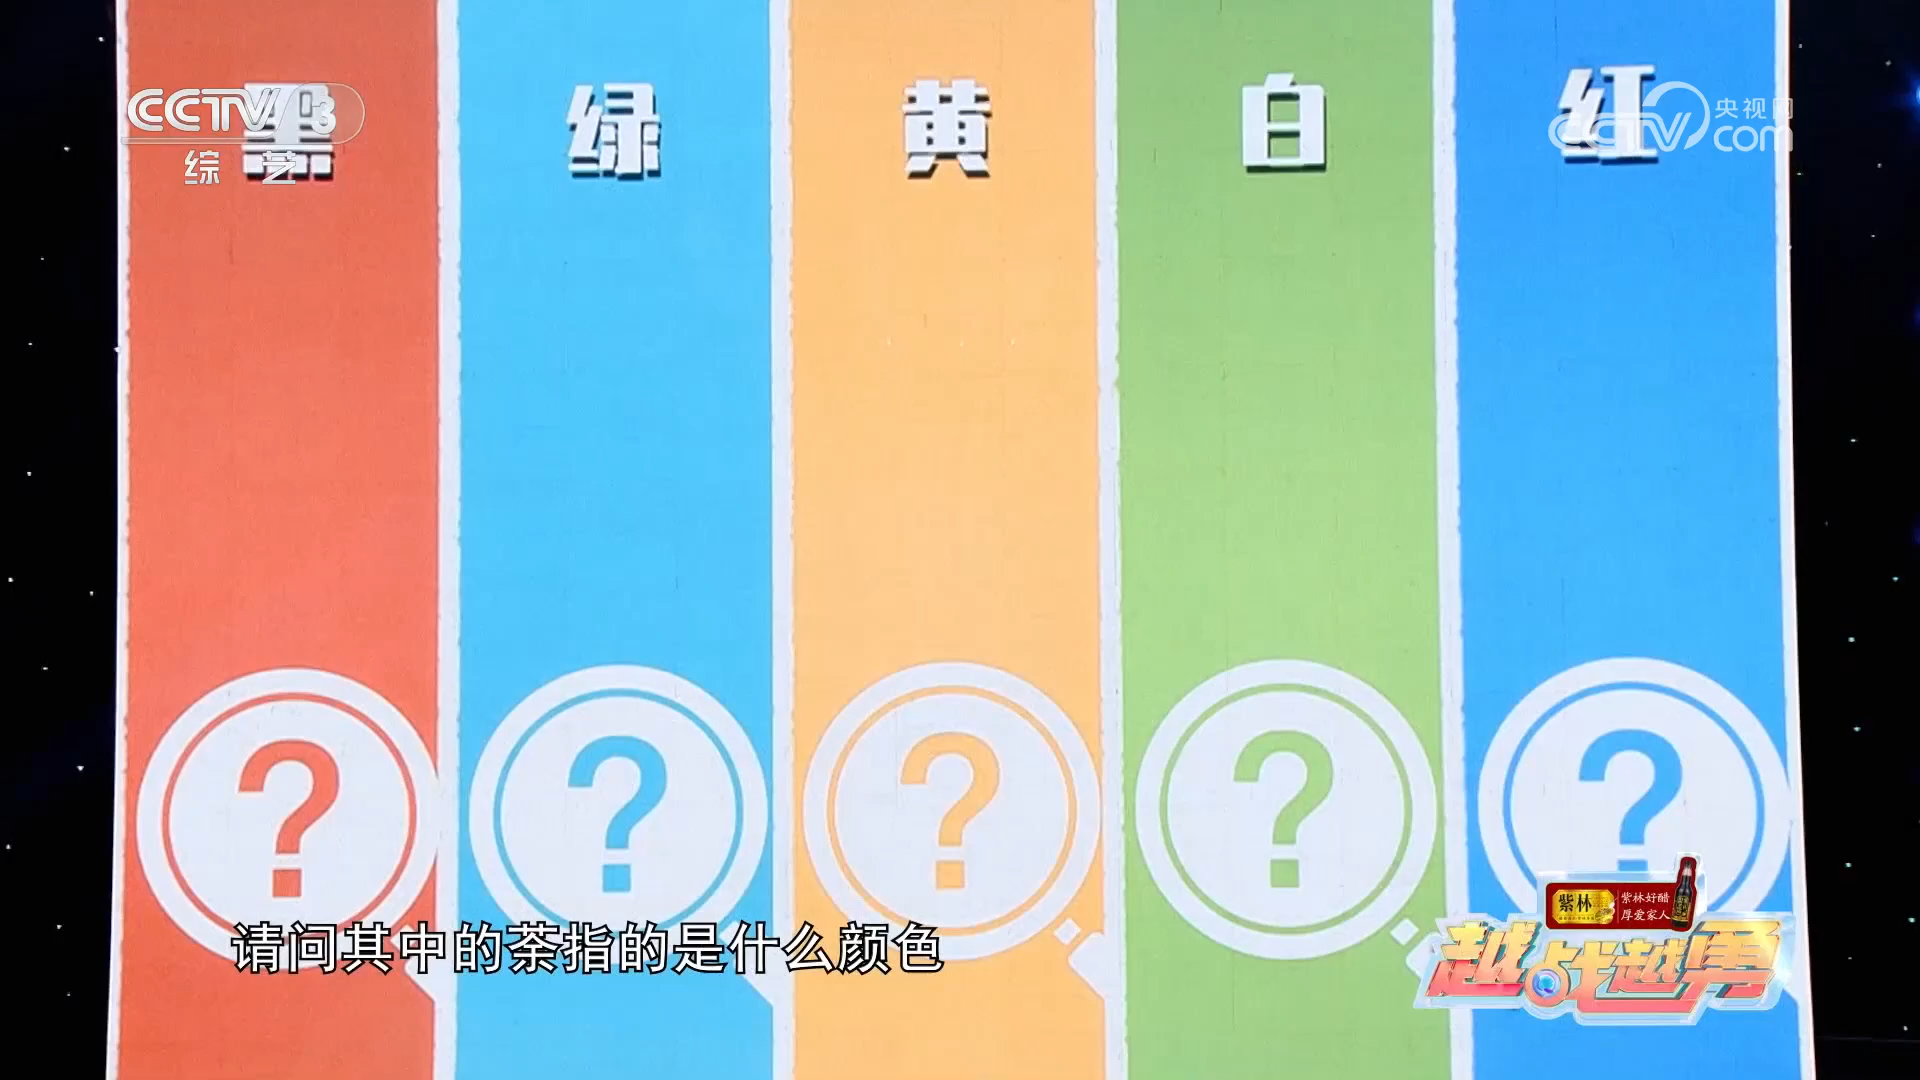 黑 绿 黄 白 红
CCTV 3
综艺
央视网
CCTV.com
请问其中的荼指的是什么颜色
紫林
紫林好醋
厚爱家人
越战越勇